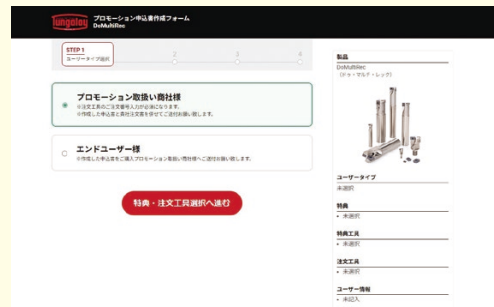 Tungaloy
プロモーション申込書作成フォーム
DoMultiRec
STEP 1
ユーザータイプ選択
2
3
4
プロモーション取扱い商社様
※注文工具のご注文番号入力が必須になります。
※作成した申込書と貴社注文書を併せてご送付お願い致します。
エンドユーザー様
※作成した申込書をご購入プロモーション取扱い商社様へご送付お願い致します。
特典・注文工具選択へ進む
製品
DoMultiRec
（ドゥ・マルチ・レック）
ユーザータイプ
未選択
特典
• 未選択
特典工具
• 未選択
注文工具
• 未選択
ユーザー情報
• 未記入